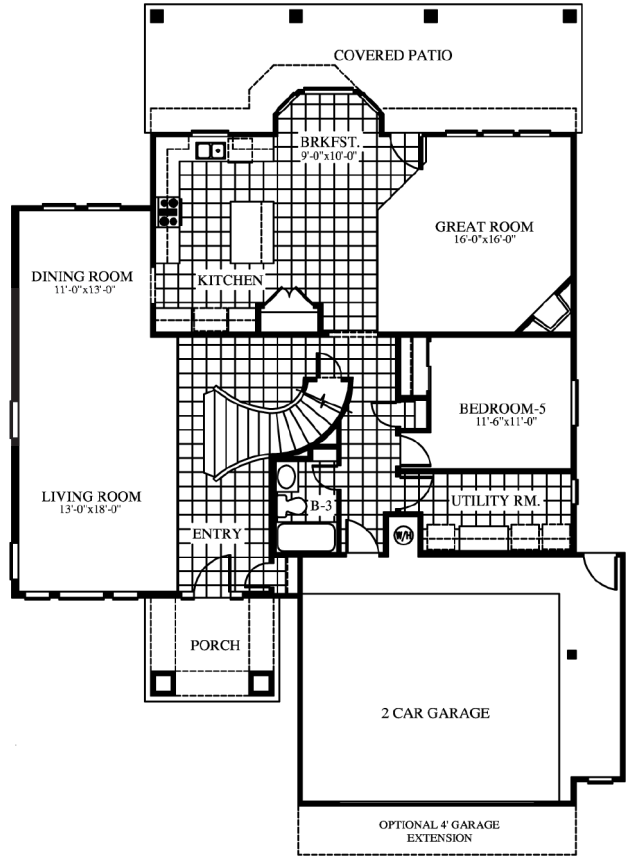 COVERED PATIO
BRKFST.
9'-0"x10'-0"
GREAT ROOM
16'-0"x16'-0"
DINING ROOM
11'-0"x13'-0"
KITCHEN
BEDROOM-5
11'-6"x11'-0"
LIVING ROOM
13'-0"x18'-0"
B-3
UTILITY RM.
ENTRY
W/H
PORCH
2 CAR GARAGE
OPTIONAL 4' GARAGE
EXTENSION